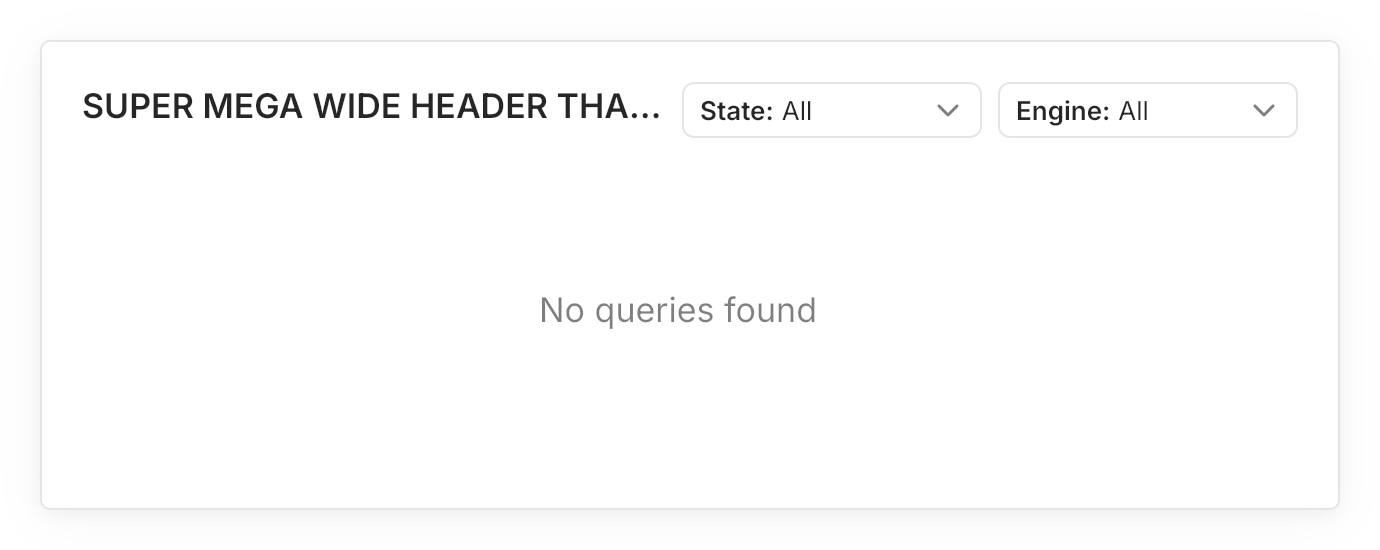 SUPER MEGA WIDE HEADER THA...
State: All
Engine: All
No queries found